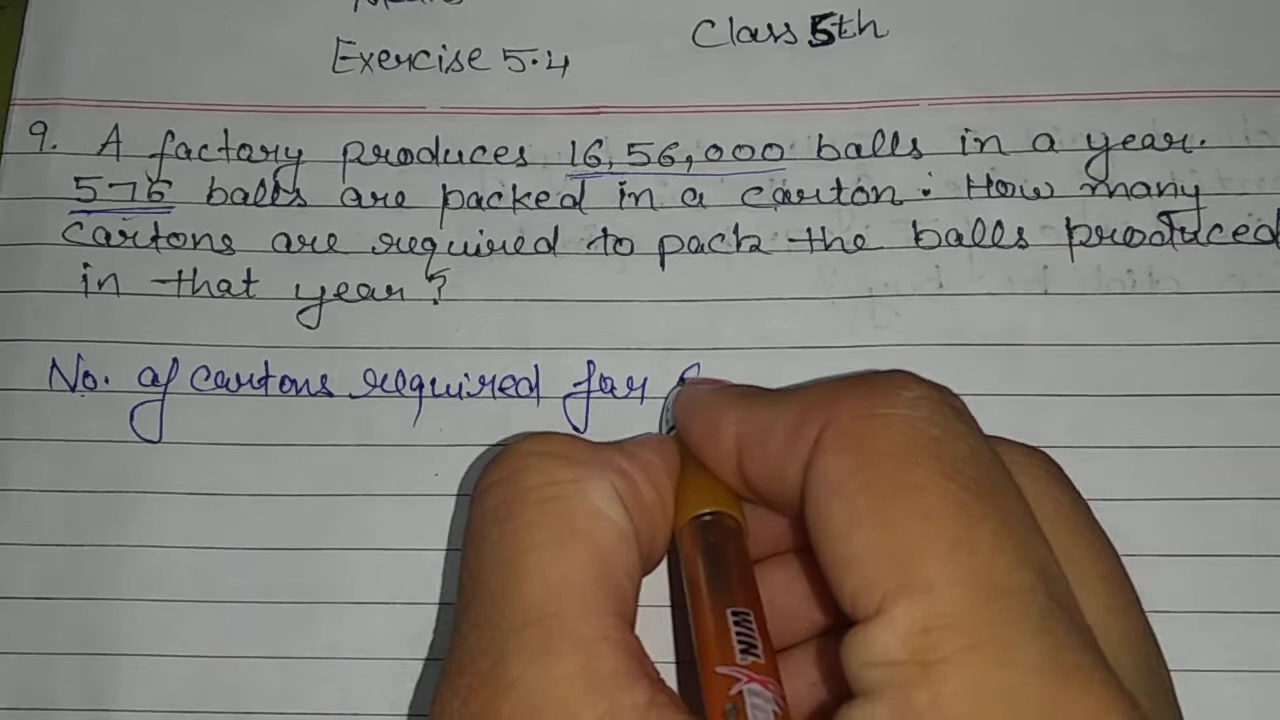 Class 5th
Exercise 5.4
9. A factory produces 16,56,000 balls in a year.
576 balls are packed in a carton. How many
cartons are required to pack the balls produced
in that year?
No. of cartons required for
WIN